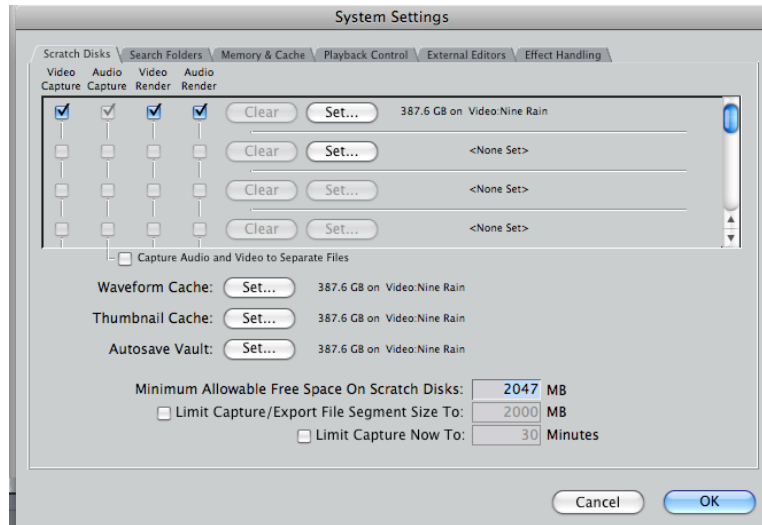 System Settings
Scratch Disks Search Folders Memory & Cache Playback Control External Editors Effect Handling
Video Audio Video Audio
Capture Capture Render Render
Clear Set... 387.6 GB on Video:Nine Rain
Clear Set... <None Set>
Clear Set... <None Set>
Clear Set... <None Set>
Capture Audio and Video to Separate Files
Waveform Cache: Set... 387.6 GB on Video:Nine Rain
Thumbnail Cache: Set... 387.6 GB on Video:Nine Rain
Autosave Vault: Set... 387.6 GB on Video:Nine Rain
Minimum Allowable Free Space On Scratch Disks: 2047 MB
Limit Capture/Export File Segment Size To: 2000 MB
Limit Capture Now To: 30 Minutes
Cancel OK